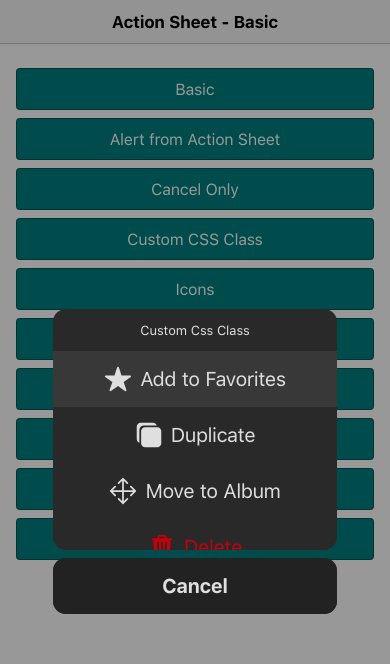 Action Sheet - Basic
Basic
Alert from Action Sheet
Cancel Only
Custom CSS Class
Icons
Custom Css Class
Add to Favorites
Duplicate
Move to Album
Delete
Cancel